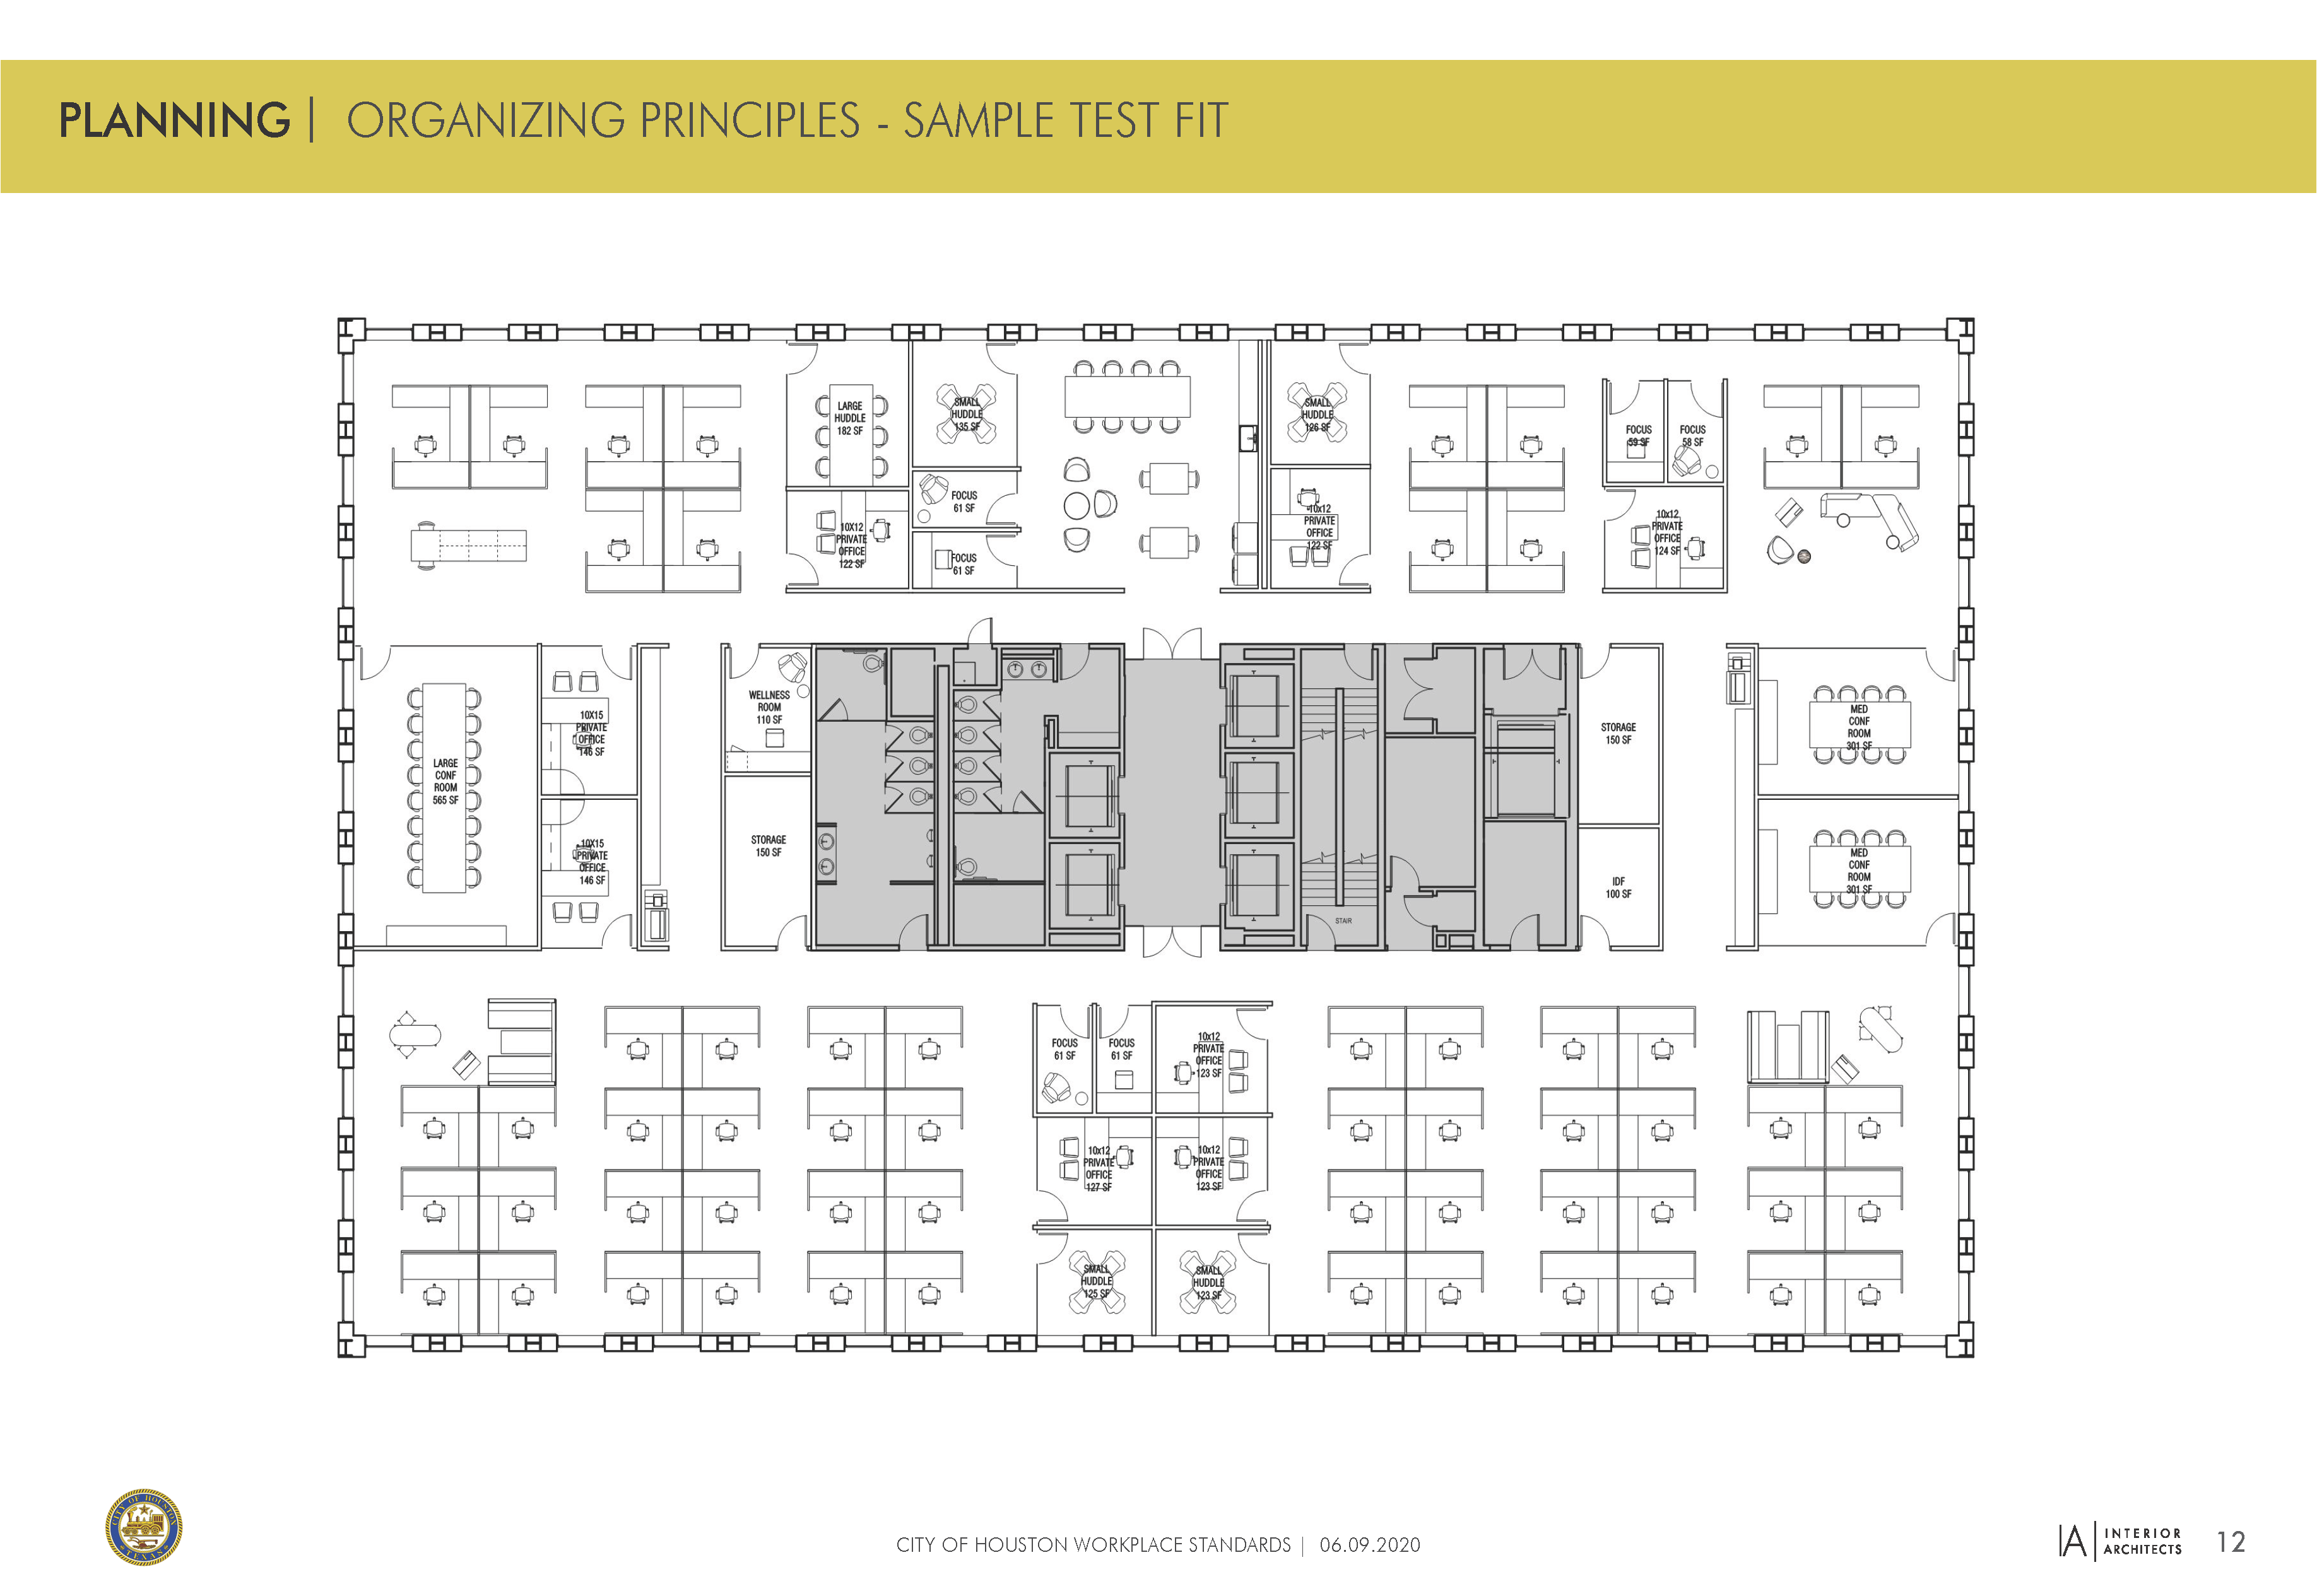 PLANNING | ORGANIZING PRINCIPLES - SAMPLE TEST FIT
LARGE
HUDDLE
182 SF
SMALL
HUDDLE
135 SF
SMALL
HUDDLE
126 SF
FOCUS
59 SF
FOCUS
58 SF
FOCUS
61 SF
10X12
PRIVATE
OFFICE
122 SF
FOCUS
61 SF
10x12
PRIVATE
OFFICE
122 SF
10x12
PRIVATE
OFFICE
124 SF
LARGE
CONF
ROOM
565 SF
10X15
PRIVATE
OFFICE
146 SF
10X15
PRIVATE
OFFICE
146 SF
WELLNESS
ROOM
110 SF
STORAGE
150 SF
STAIR
STORAGE
150 SF
IDF
100 SF
MED
CONF
ROOM
301 SF
MED
CONF
ROOM
301 SF
FOCUS
61 SF
FOCUS
61 SF
10x12
PRIVATE
OFFICE
123 SF
10x12
PRIVATE
OFFICE
127 SF
10x12
PRIVATE
OFFICE
123 SF
SMALL
HUDDLE
125 SF
SMALL
HUDDLE
123 SF
CITY OF HOUSTON
TEXAS
CITY OF HOUSTON WORKPLACE STANDARDS | 06.09.2020
IA INTERIOR
ARCHITECTS
12